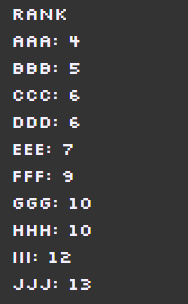 RANK
AAA: 4
BBB: 5
CCC: 6
DDD: 6
EEE: 7
FFF: 9
GGG: 10
HHH: 10
III: 12
JJJ: 13